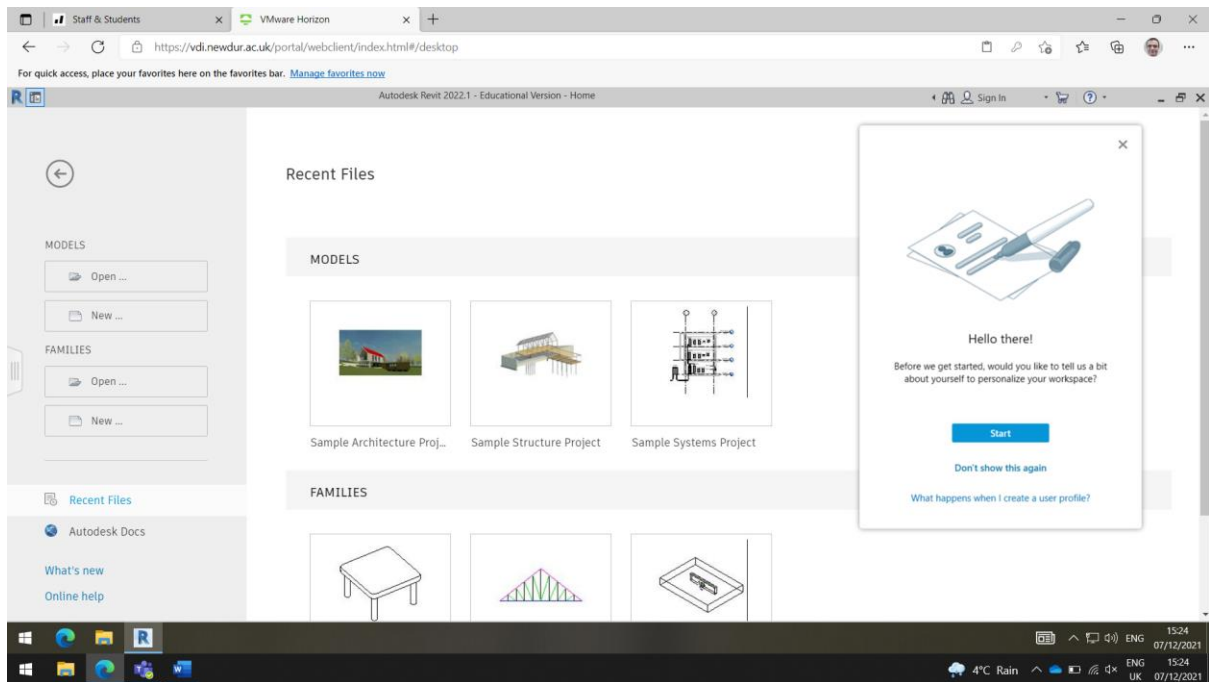 Staff & Students
VMware Horizon
https://vdi.newdur.ac.uk/portal/webclient/index.html#/desktop
For quick access, place your favorites here on the favorites bar. Manage favorites now
R
Autodesk Revit 2022.1 - Educational Version - Home
Sign In
Recent Files
MODELS
Open ...
New ...
FAMILIES
Open ...
New ...
Recent Files
Autodesk Docs
What's new
Online help
MODELS
Sample Architecture Proj...
Sample Structure Project
Sample Systems Project
FAMILIES
Hello there!
Before we get started, would you like to tell us a bit
about yourself to personalize your workspace?
Start
Don't show this again
What happens when I create a user profile?
R
ENG
15:24
07/12/2021
4°C Rain
ENG
UK
15:24
07/12/2021